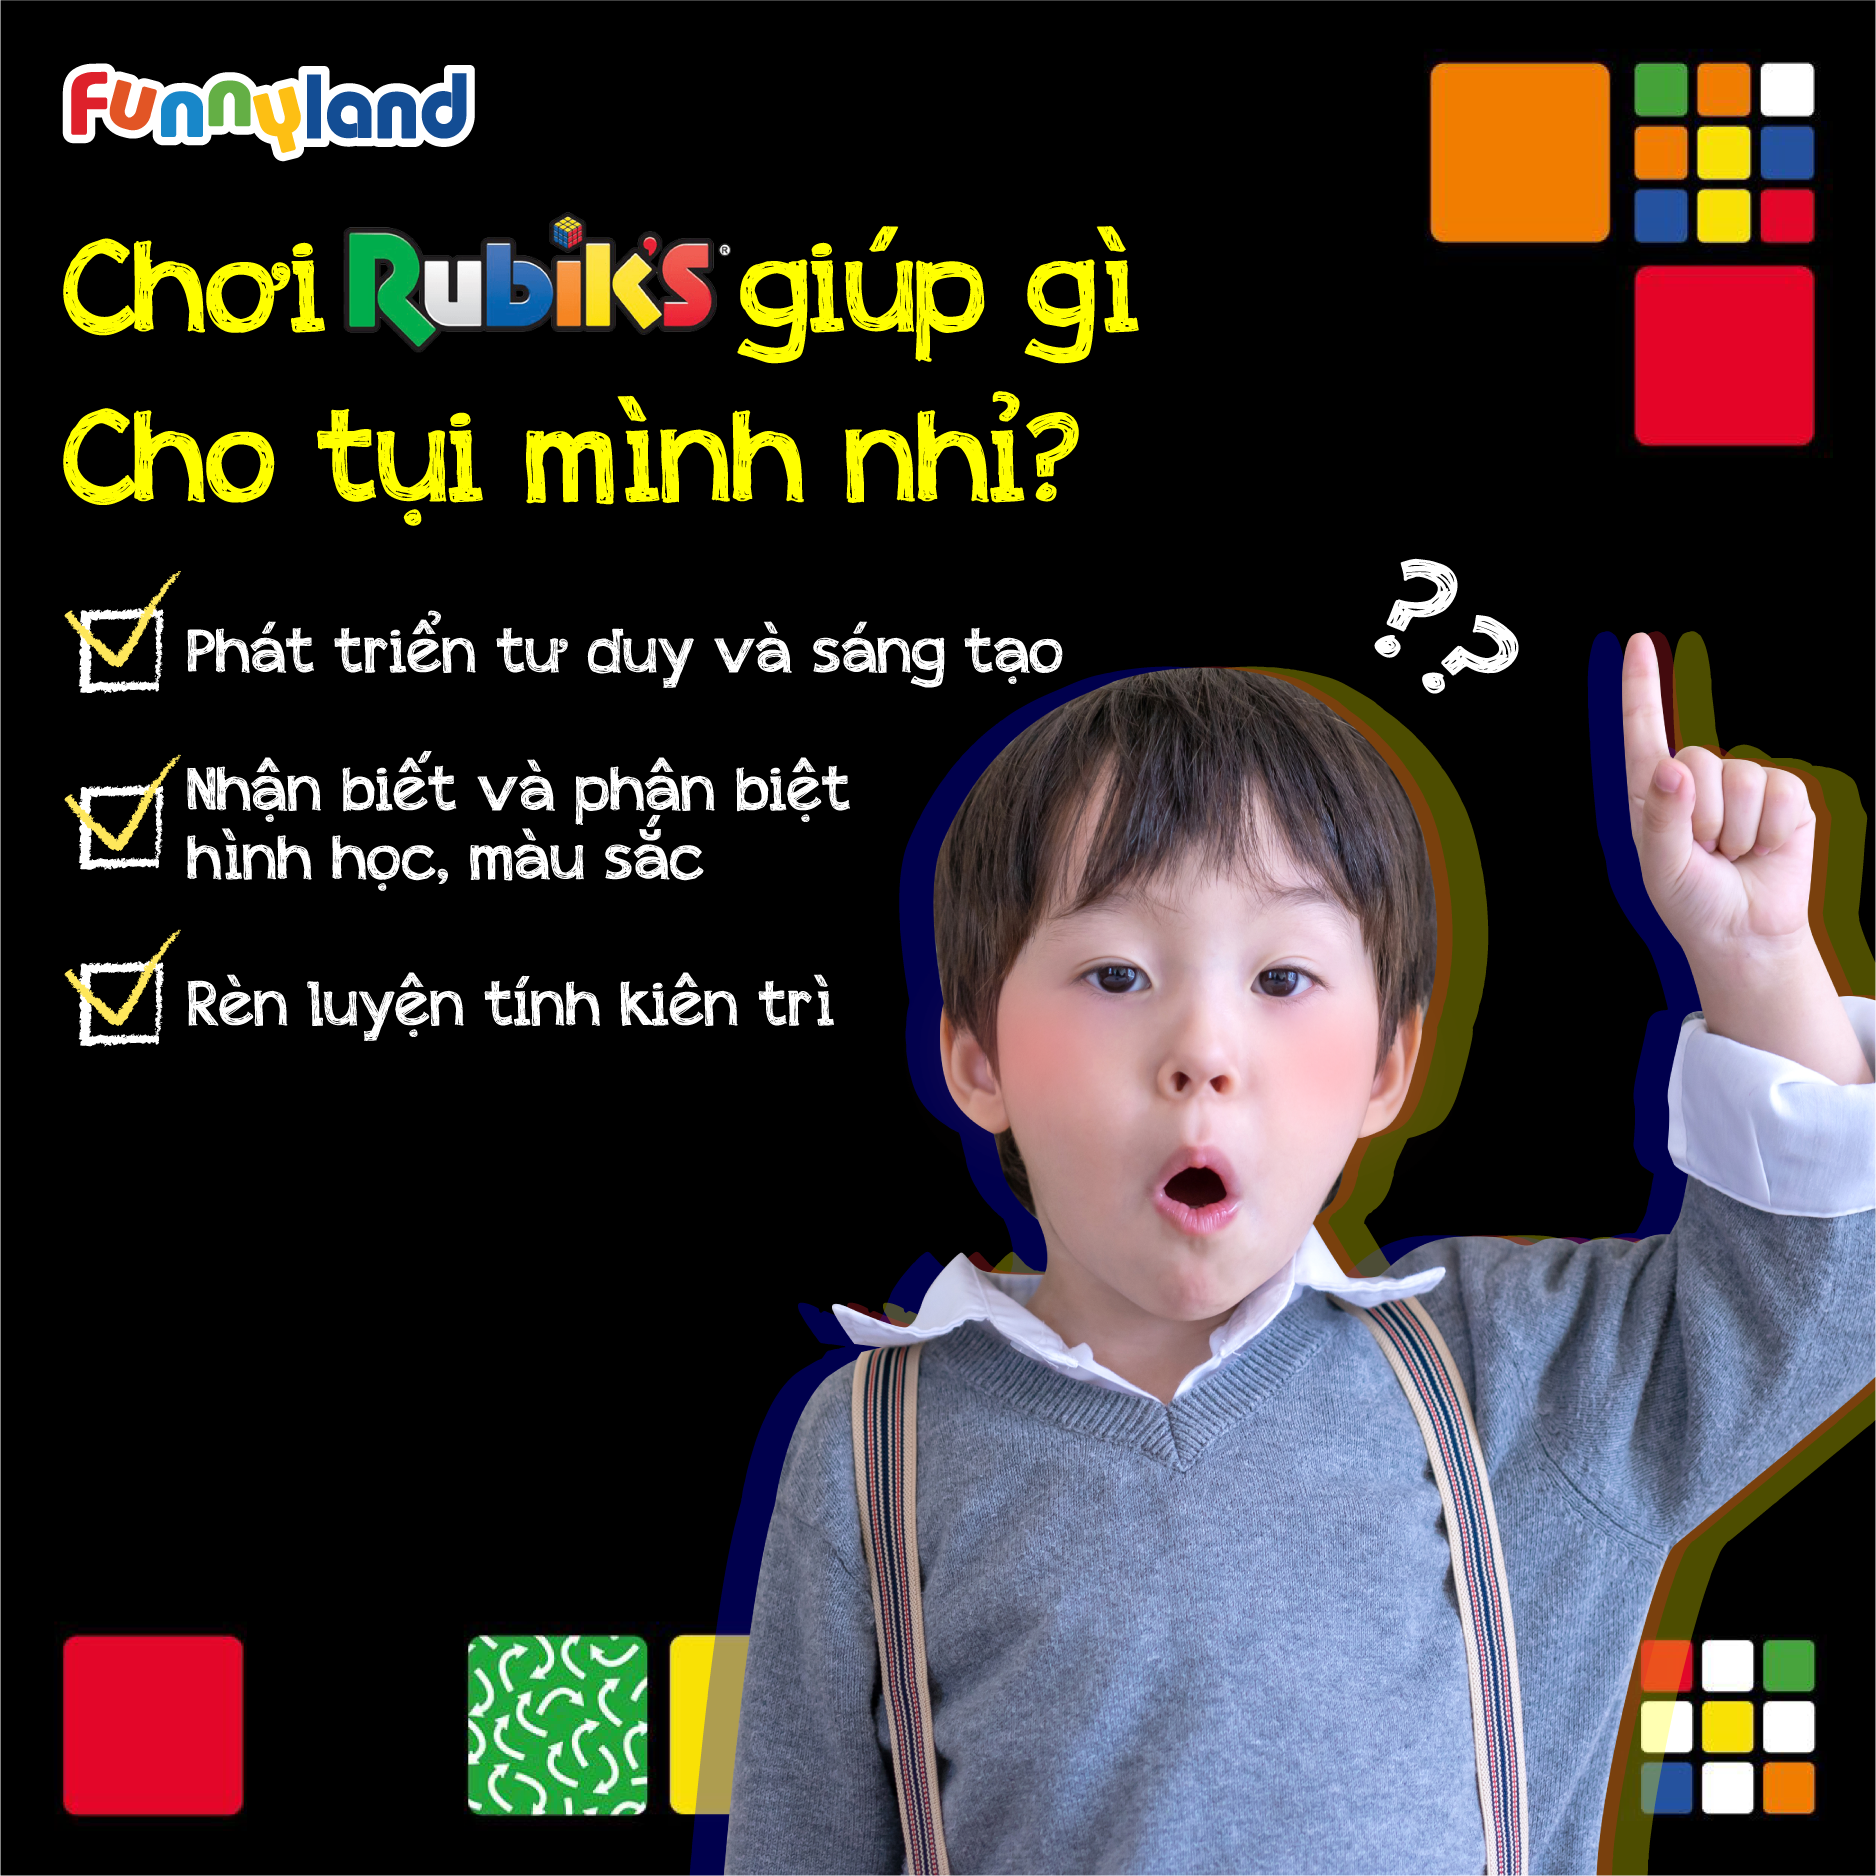 Funnyland
Chơi Rubik's® giúp gì
Cho tụi mình nhỉ?
??
Phát triển tư duy và sáng tạo
Nhận biết và phân biệt
hình học, màu sắc
Rèn luyện tính kiên trì